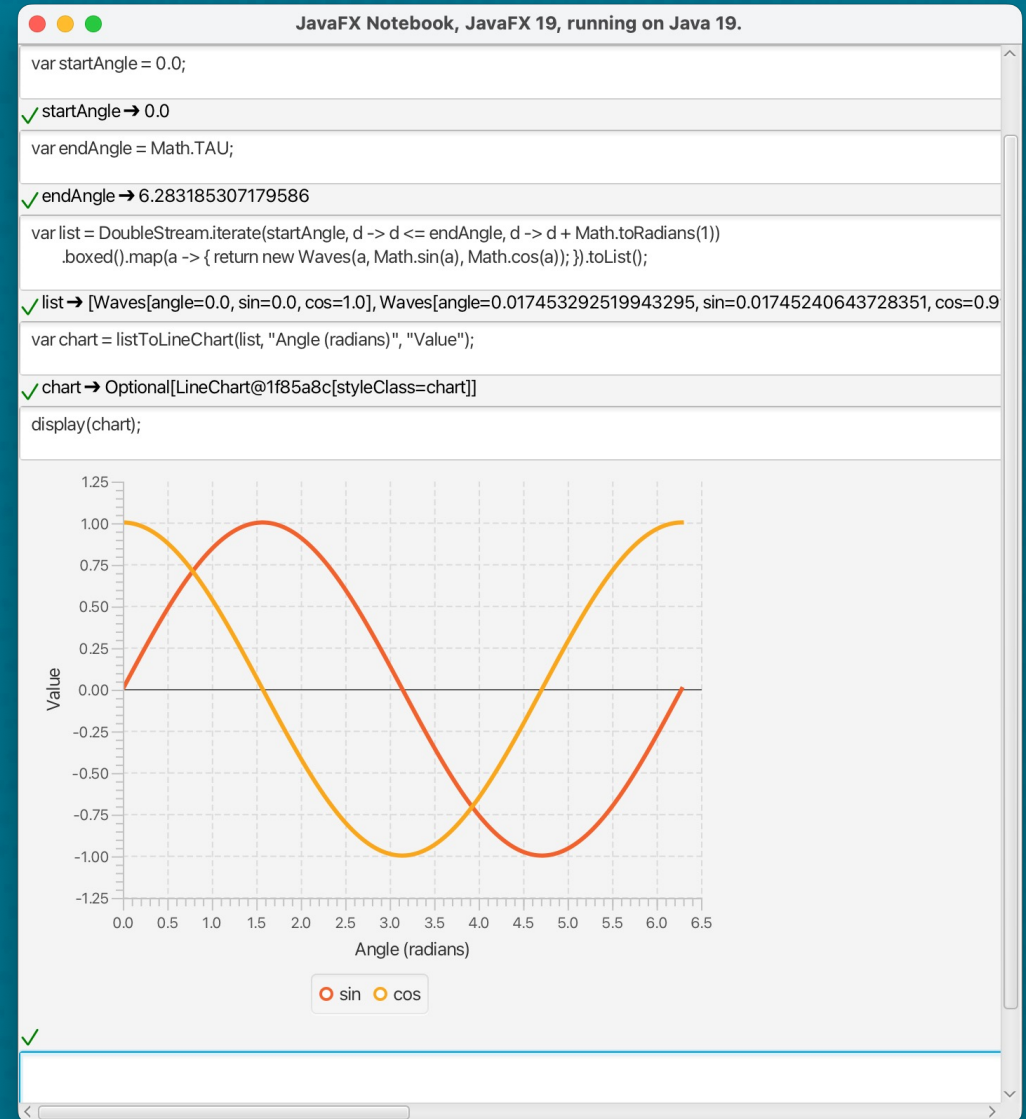 JavaFX Notebook, JavaFX 19, running on Java 19.
var startAngle = 0.0;
startAngle ➔ 0.0
var endAngle = Math.TAU;
endAngle ➔ 6.283185307179586
var list = DoubleStream.iterate(startAngle, d -> d <= endAngle, d -> d + Math.toRadians(1))
.boxed().map(a -> { return new Waves(a, Math.sin(a), Math.cos(a)); }).toList();
list ➔ [Waves[angle=0.0, sin=0.0, cos=1.0], Waves[angle=0.017453292519943295, sin=0.01745240643728351, cos=0.9
var chart = listToLineChart(list, "Angle (radians)", "Value");
chart ➔ Optional[LineChart@1f85a8c[styleClass=chart]]
display(chart);
1.25
1.00
0.75
0.50
0.25
0.00
-0.25
-0.50
-0.75
-1.00
-1.25
Value
0.0 0.5 1.0 1.5 2.0 2.5 3.0 3.5 4.0 4.5 5.0 5.5 6.0 6.5
Angle (radians)
sin cos